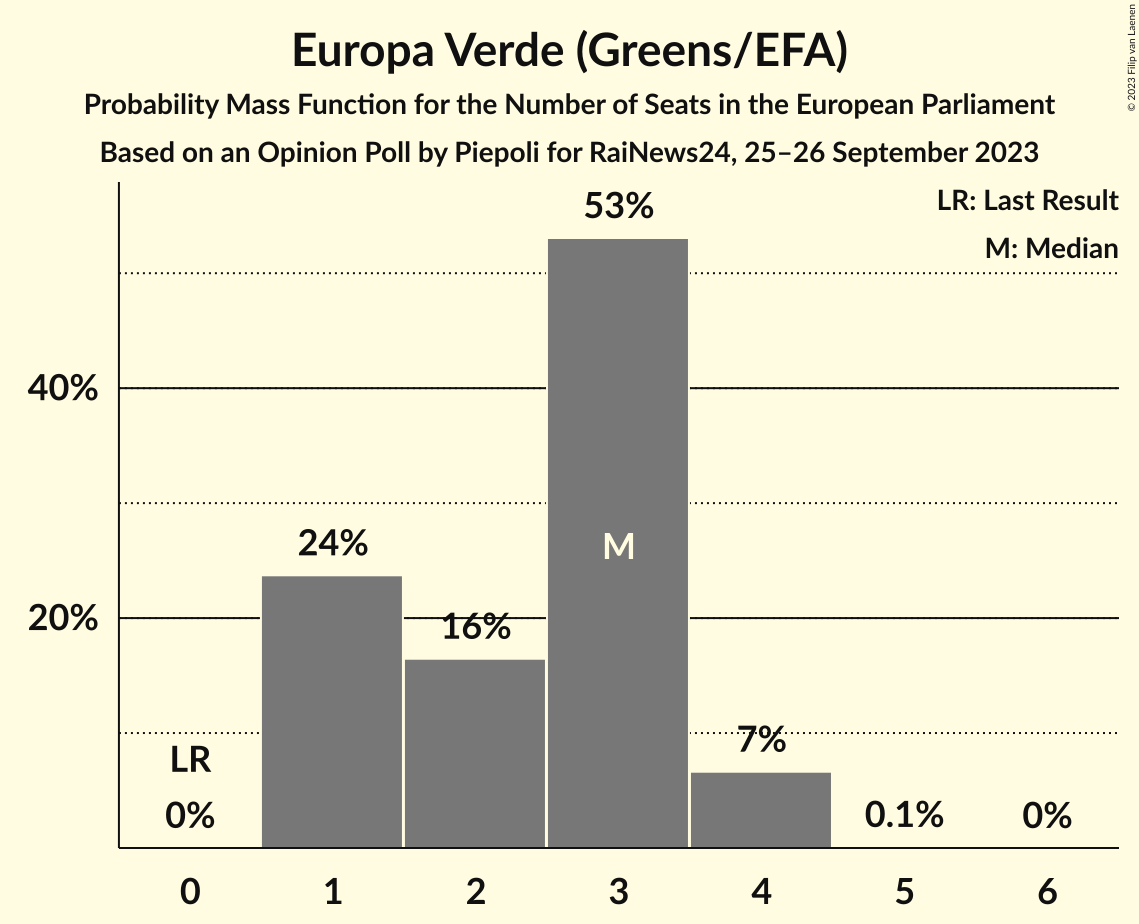 Europa Verde (Greens/EFA)
Probability Mass Function for the Number of Seats in the European Parliament
Based on an Opinion Poll by Piepoli for RaiNews24, 25–26 September 2023
© 2023 Filip van Laenen
LR: Last Result
M: Median
53%
40%
24%
M
20%
16%
7%
LR
0%
0.1%
0%
0 1 2 3 4 5 6